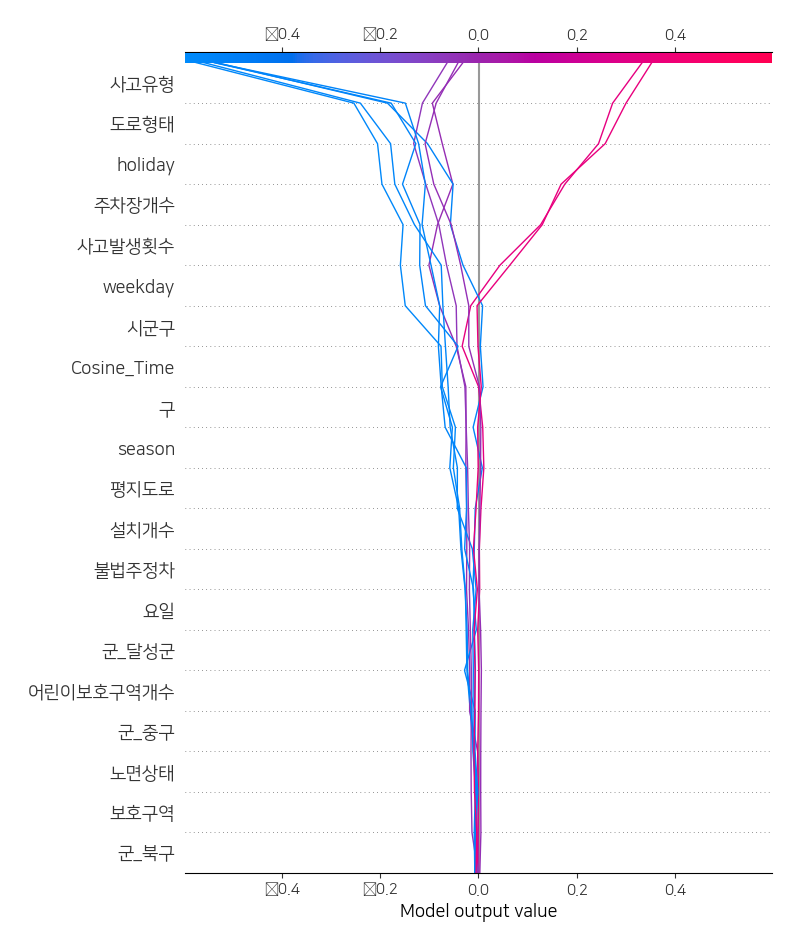 ▯0.4 ▯0.2 0.0 0.2 0.4
사고유형
도로형태
holiday
주차장개수
사고발생횟수
weekday
시군구
Cosine_Time
구
season
평지도로
설치개수
불법주정차
요일
군_달성군
어린이보호구역개수
군_중구
노면상태
보호구역
군_북구
▯0.4 ▯0.2 0.0 0.2 0.4
Model output value